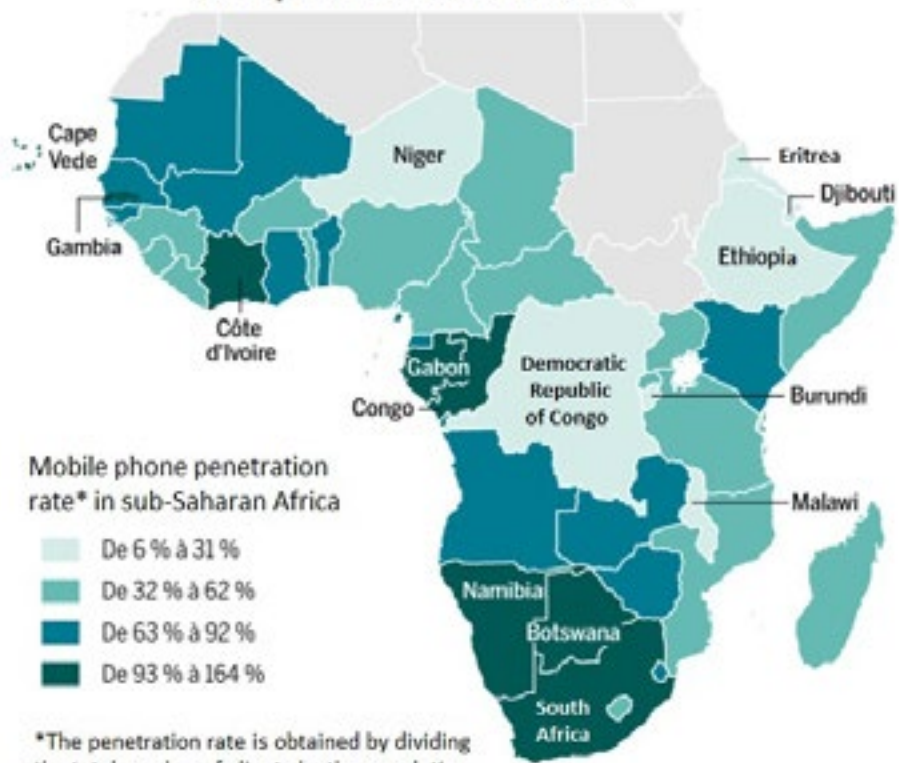 Cape
Vede
Niger
Eritrea
Djibouti
Gambia
Ethiopia
Côte
d'Ivoire
Gabon
Democratic
Republic
of Congo
Congo
Burundi
Mobile phone penetration
rate* in sub-Saharan Africa
Malawi
De 6 % à 31 %
De 32 % à 62 %
De 63 % à 92 %
De 93 % à 164 %
Namibia
Botswana
South
Africa
*The penetration rate is obtained by dividing